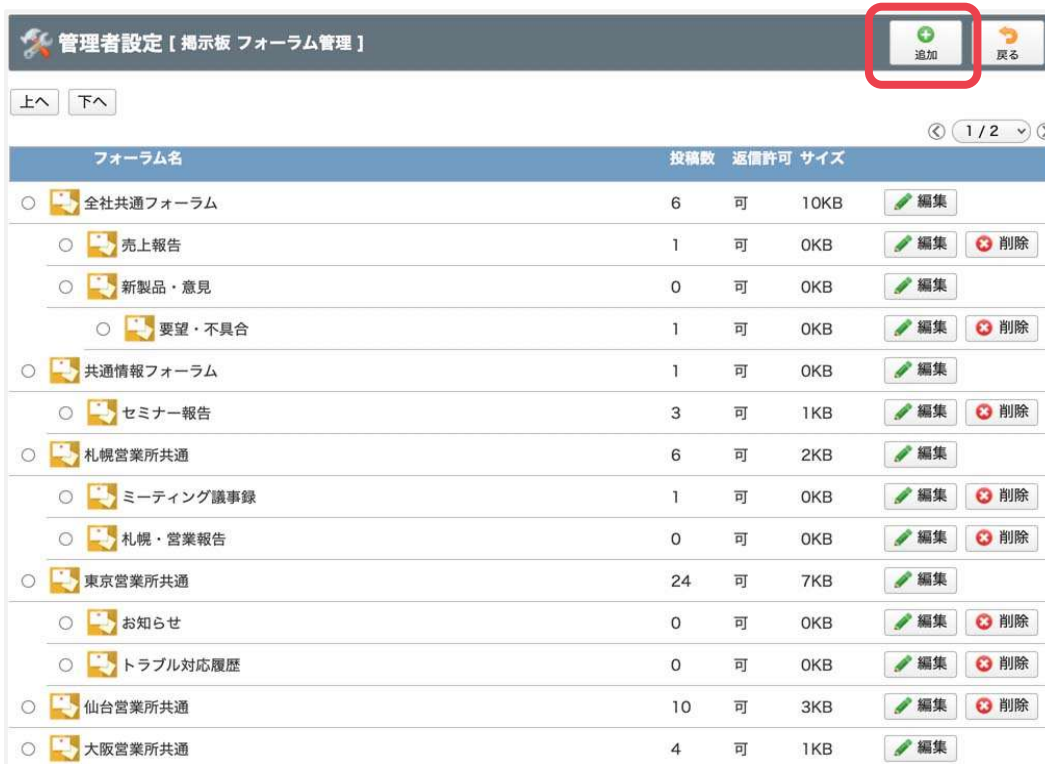 管理者設定 [ 掲示板 フォーラム管理 ] 追加 戻る
上へ 下へ
1 / 2
フォーラム名 投稿数 返信許可 サイズ
全社共通フォーラム 6 可 10KB 編集
売上報告 1 可 0KB 編集 削除
新製品・意見 0 可 0KB 編集
要望・不具合 1 可 0KB 編集 削除
共通情報フォーラム 1 可 0KB 編集
セミナー報告 3 可 1KB 編集 削除
札幌営業所共通 6 可 2KB 編集
ミーティング議事録 1 可 0KB 編集 削除
札幌・営業報告 0 可 0KB 編集 削除
東京営業所共通 24 可 7KB 編集
お知らせ 0 可 0KB 編集 削除
トラブル対応履歴 0 可 0KB 編集 削除
仙台営業所共通 10 可 3KB 編集 削除
大阪営業所共通 4 可 1KB 編集